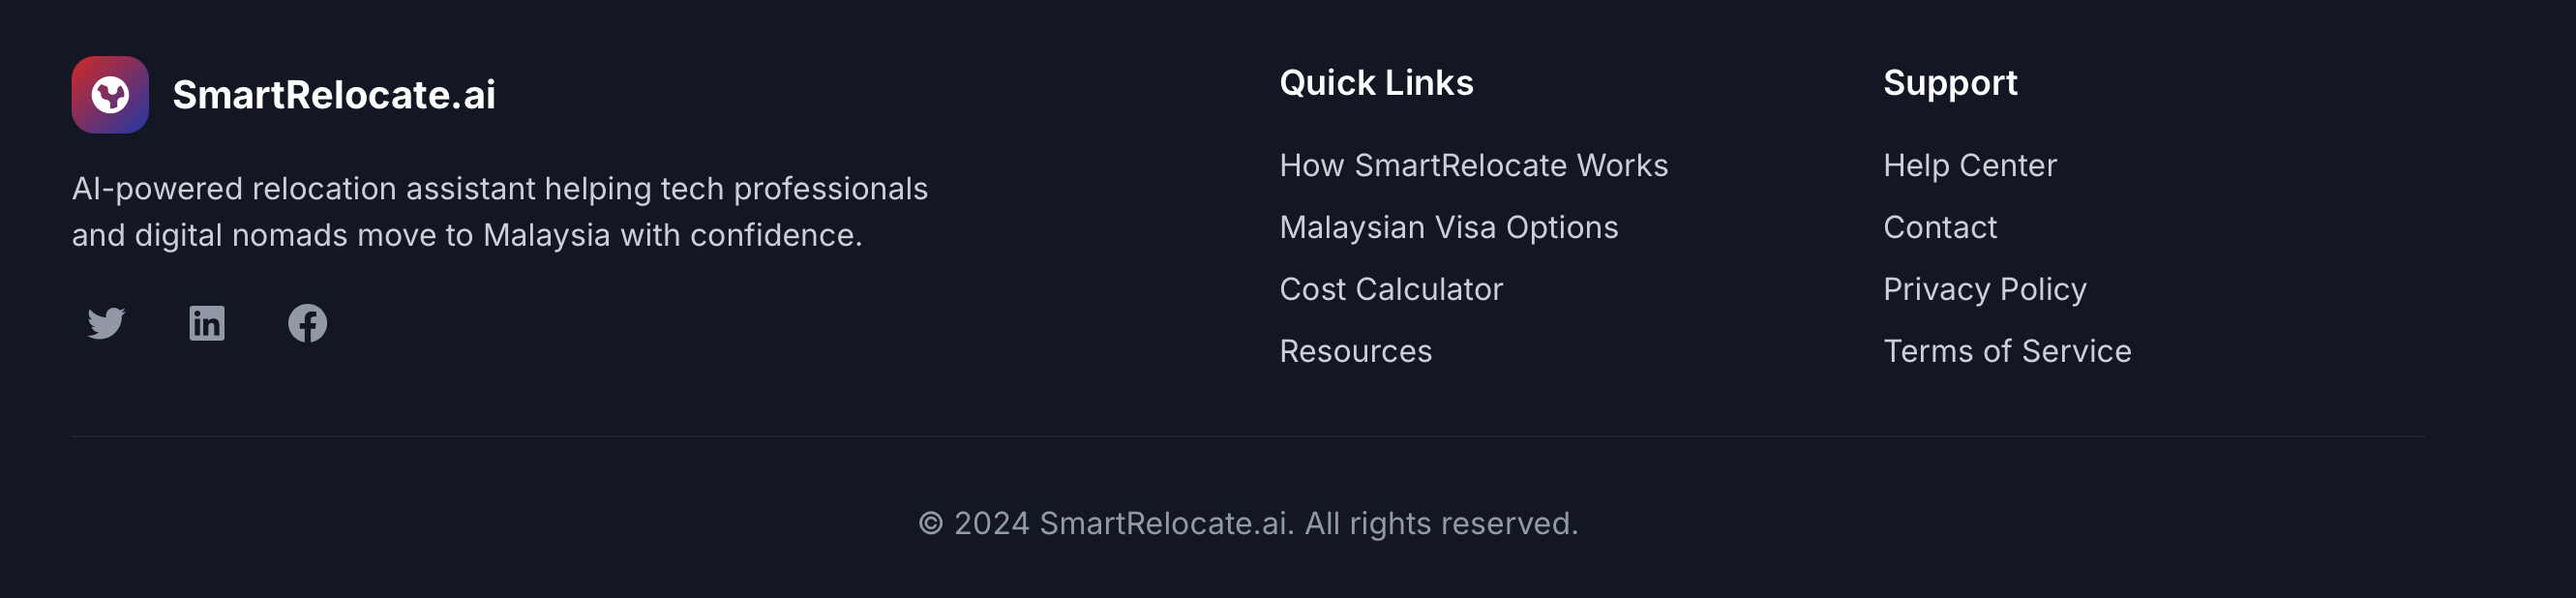 SmartRelocate.ai
AI-powered relocation assistant helping tech professionals
and digital nomads move to Malaysia with confidence.
Quick Links
How SmartRelocate Works
Malaysian Visa Options
Cost Calculator
Resources
Support
Help Center
Contact
Privacy Policy
Terms of Service
© 2024 SmartRelocate.ai. All rights reserved.